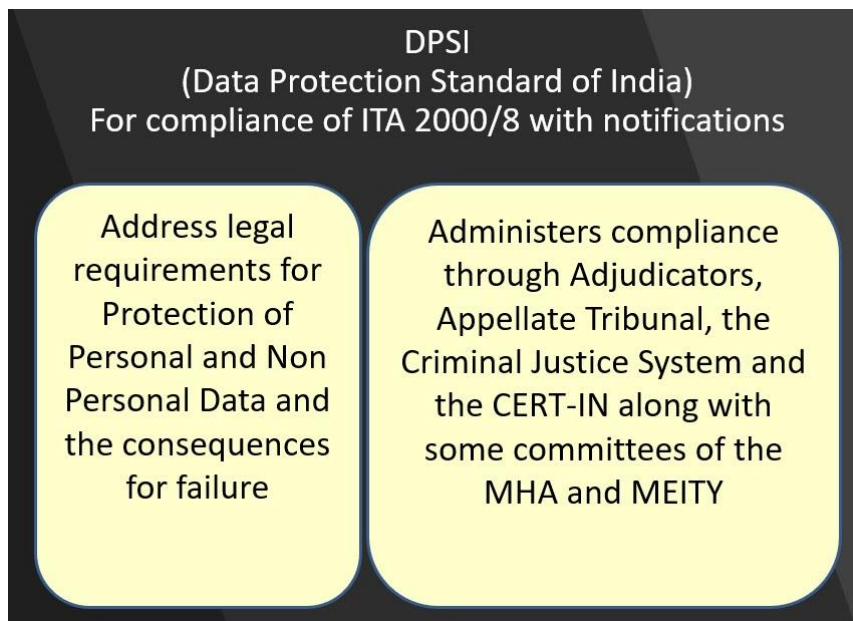 DPSI
(Data Protection Standard of India)
For compliance of ITA 2000/8 with notifications
Address legal
requirements for
Protection of
Personal and Non
Personal Data and
the consequences
for failure
Administers compliance
through Adjudicators,
Appellate Tribunal, the
Criminal Justice System and
the CERT-IN along with
some committees of the
MHA and MEITY